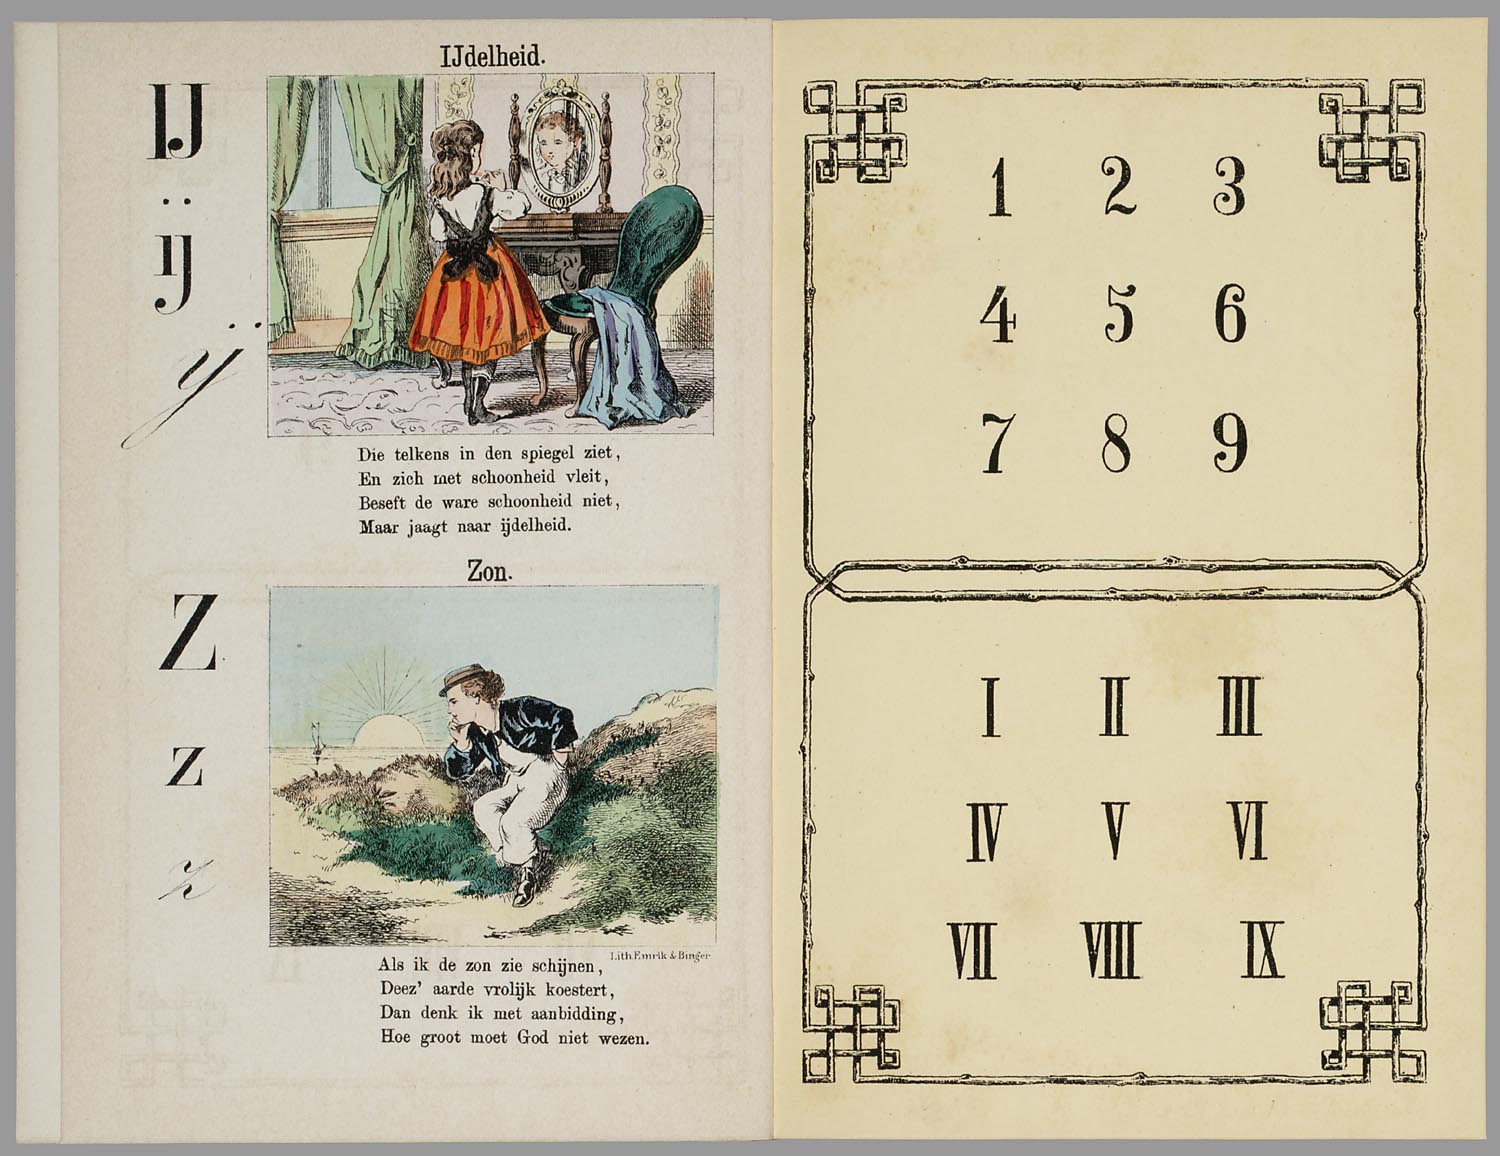 IJdelheid.
IJ
ij
ij
Die telkens in den spiegel ziet,
En zich met schoonheid vleit,
Beseft de ware schoonheid niet,
Maar jaagt naar ijdelheid.
Zon.
Z
z
z
Lith. Emrik & Binger
Als ik de zon zie schijnen,
Deez' aarde vrolijk koestert,
Dan denk ik met aanbidding,
Hoe groot moet God niet wezen.
1 2 3
4 5 6
7 8 9
I II III
IV V VI
VII VIII IX